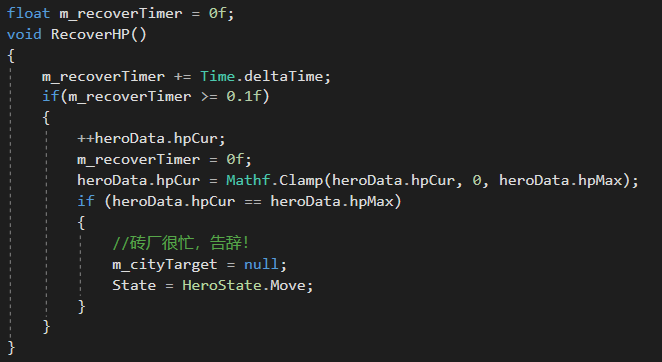 float m_recoverTimer = 0f;
void RecoverHP()
{
    m_recoverTimer += Time.deltaTime;
    if(m_recoverTimer >= 0.1f)
    {
        ++heroData.hpCur;
        m_recoverTimer = 0f;
        heroData.hpCur = Mathf.Clamp(heroData.hpCur, 0, heroData.hpMax);
        if (heroData.hpCur == heroData.hpMax)
        {
            //砖厂很忙，告辞！
            m_cityTarget = null;
            State = HeroState.Move;
        }
    }
}